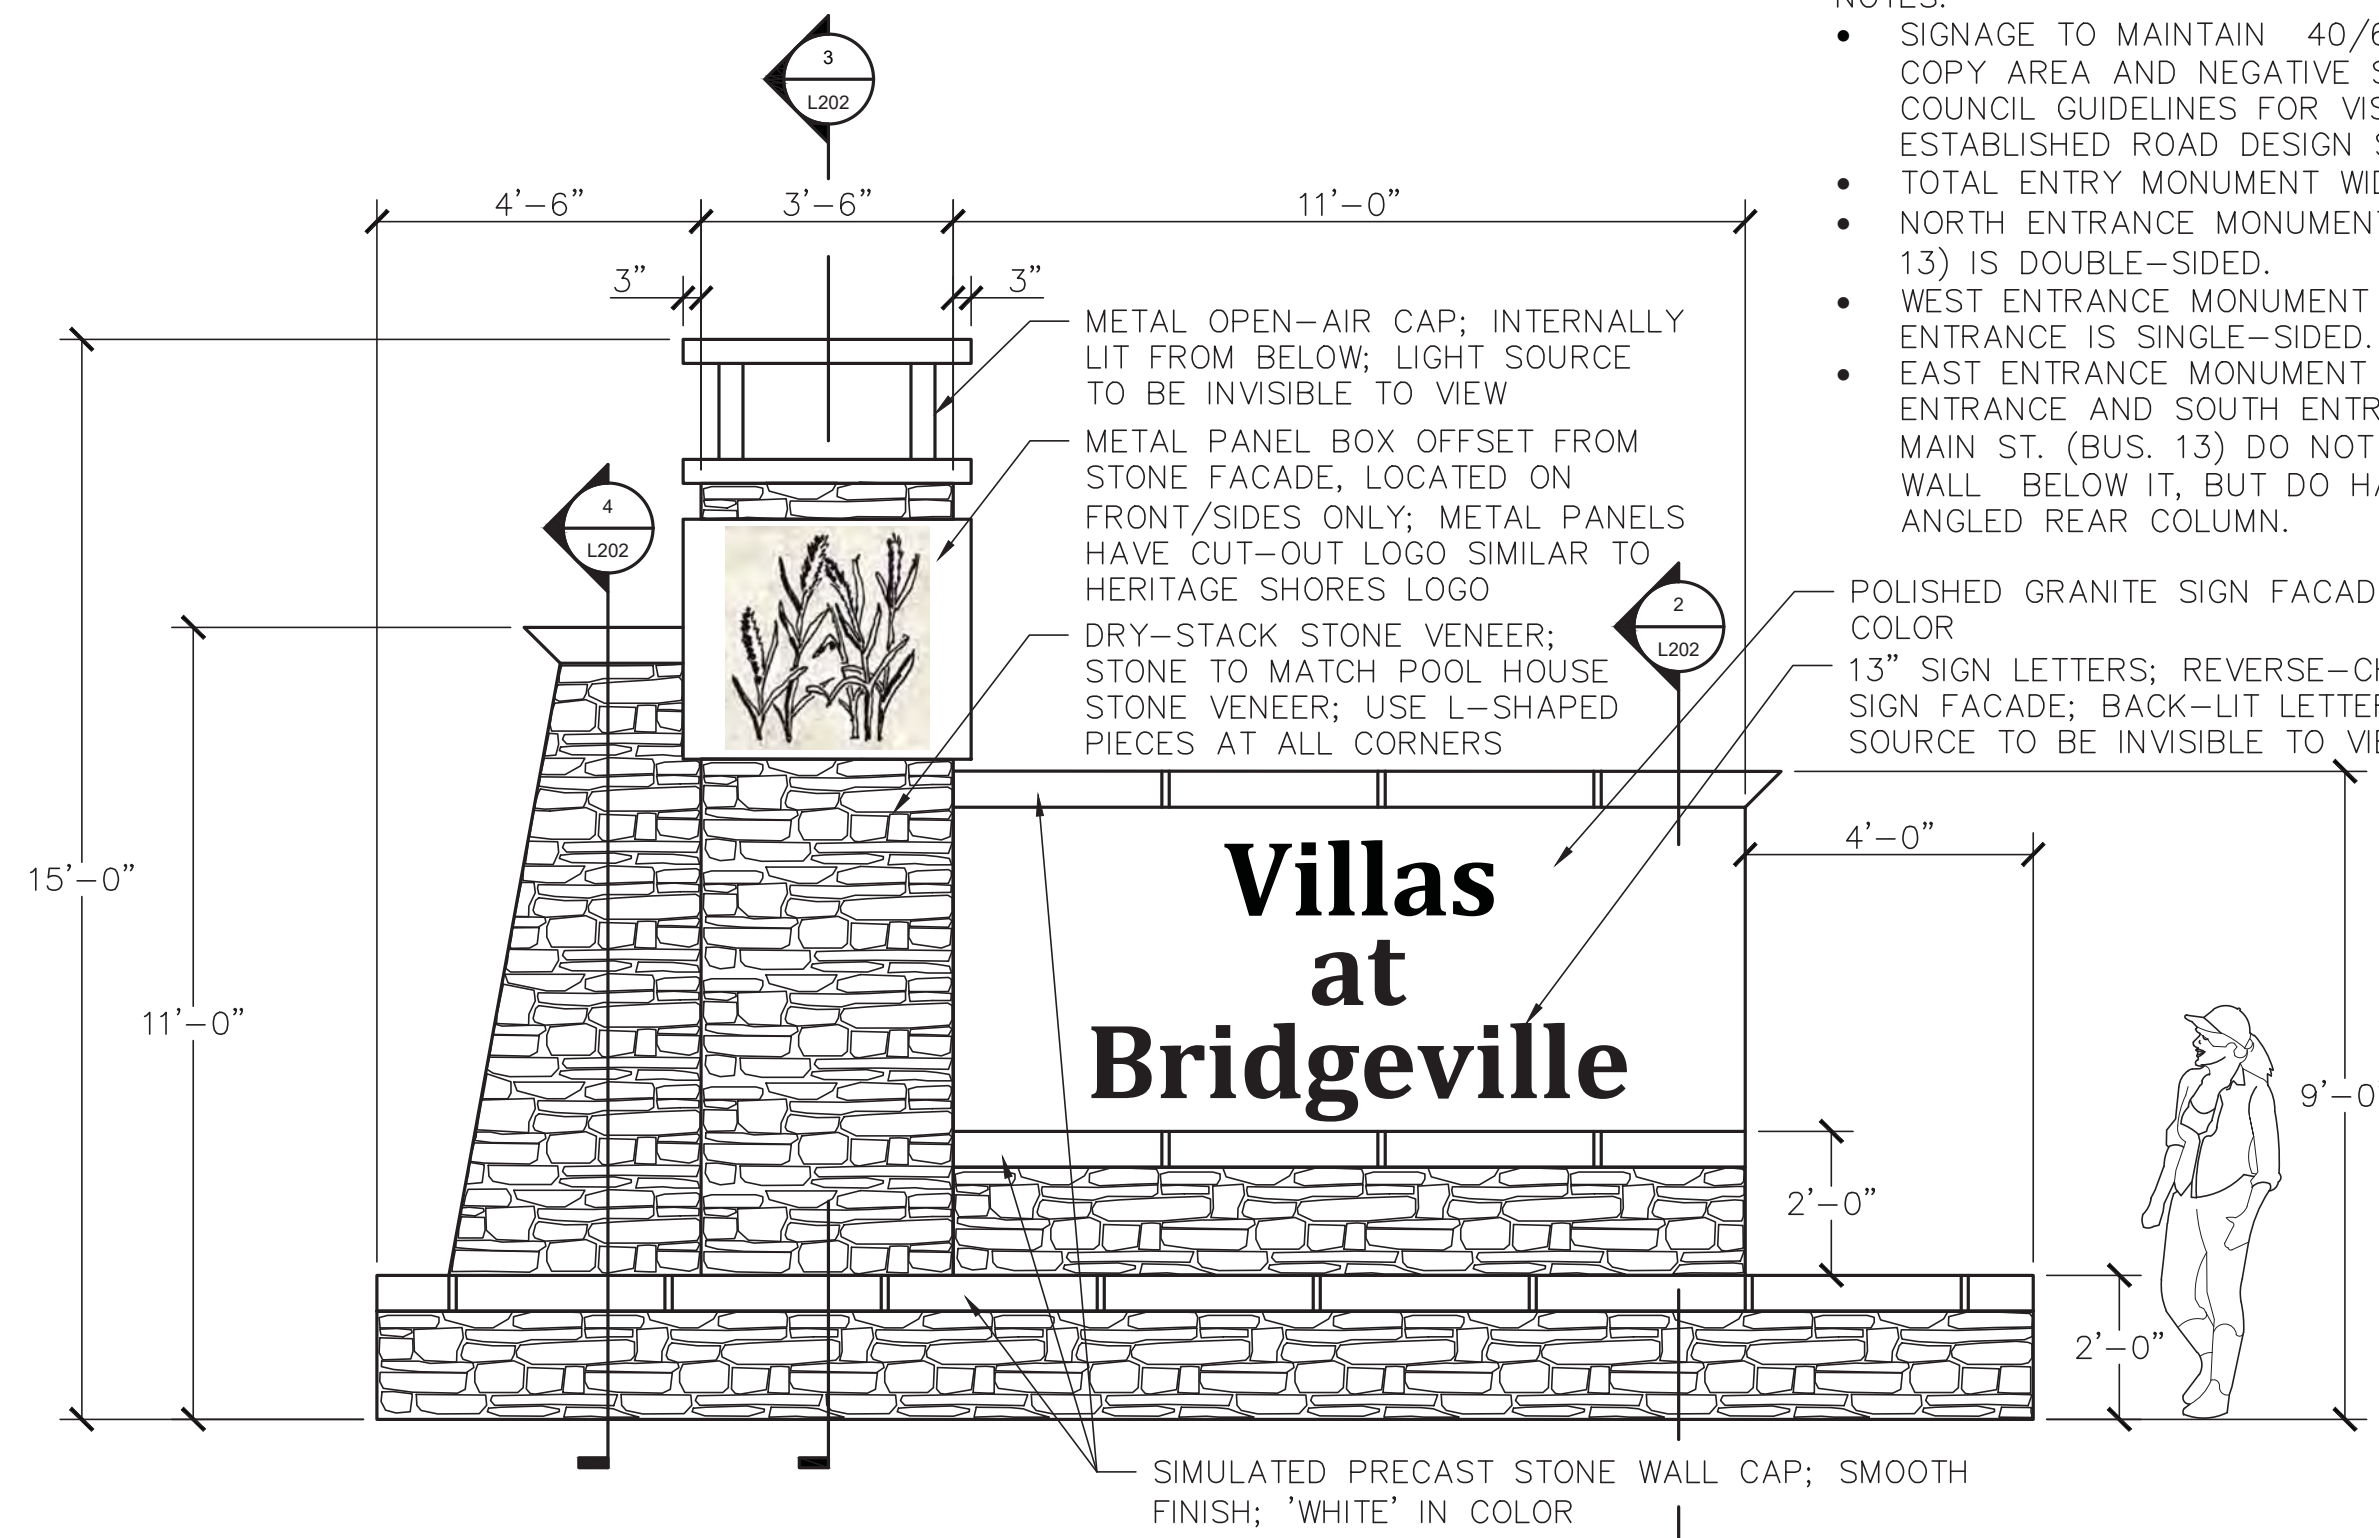 3
L202
4'-6"
3'-6"
11'-0"
3"
3"
METAL OPEN-AIR CAP; INTERNALLY
LIT FROM BELOW; LIGHT SOURCE
TO BE INVISIBLE TO VIEW
METAL PANEL BOX OFFSET FROM
STONE FACADE, LOCATED ON
FRONT/SIDES ONLY; METAL PANELS
HAVE CUT-OUT LOGO SIMILAR TO
HERITAGE SHORES LOGO
DRY-STACK STONE VENEER;
STONE TO MATCH POOL HOUSE
STONE VENEER; USE L-SHAPED
PIECES AT ALL CORNERS
4
L202
2
L202
NOTES:
• SIGNAGE TO MAINTAIN 40/6
COPY AREA AND NEGATIVE S
COUNCIL GUIDELINES FOR VIS
ESTABLISHED ROAD DESIGN S
• TOTAL ENTRY MONUMENT WID
• NORTH ENTRANCE MONUMENT
13) IS DOUBLE-SIDED.
• WEST ENTRANCE MONUMENT
ENTRANCE IS SINGLE-SIDED.
• EAST ENTRANCE MONUMENT
ENTRANCE AND SOUTH ENTR
MAIN ST. (BUS. 13) DO NOT
WALL BELOW IT, BUT DO HA
ANGLED REAR COLUMN.
POLISHED GRANITE SIGN FACAD
COLOR
13" SIGN LETTERS; REVERSE-CH
SIGN FACADE; BACK-LIT LETTER
SOURCE TO BE INVISIBLE TO VIE
15'-0"
11'-0"
Villas
at
Bridgeville
4'-0"
9'-0
2'-0"
2'-0"
SIMULATED PRECAST STONE WALL CAP; SMOOTH
FINISH; 'WHITE' IN COLOR